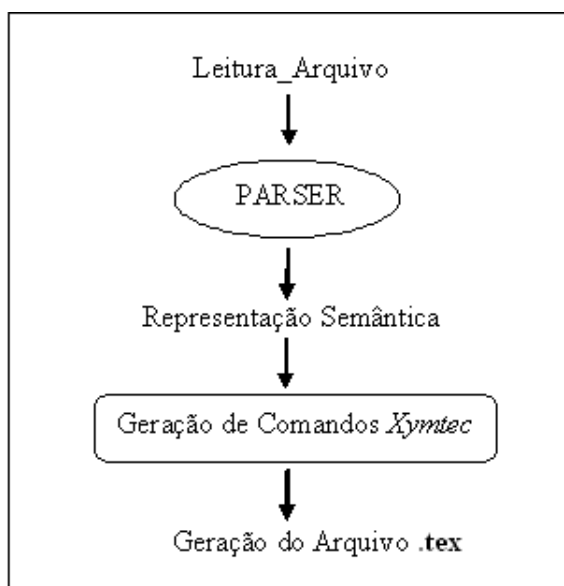 Leitura_Arquivo
PARSER
Representação Semântica
Geração de Comandos Xymtec
Geração do Arquivo .tex